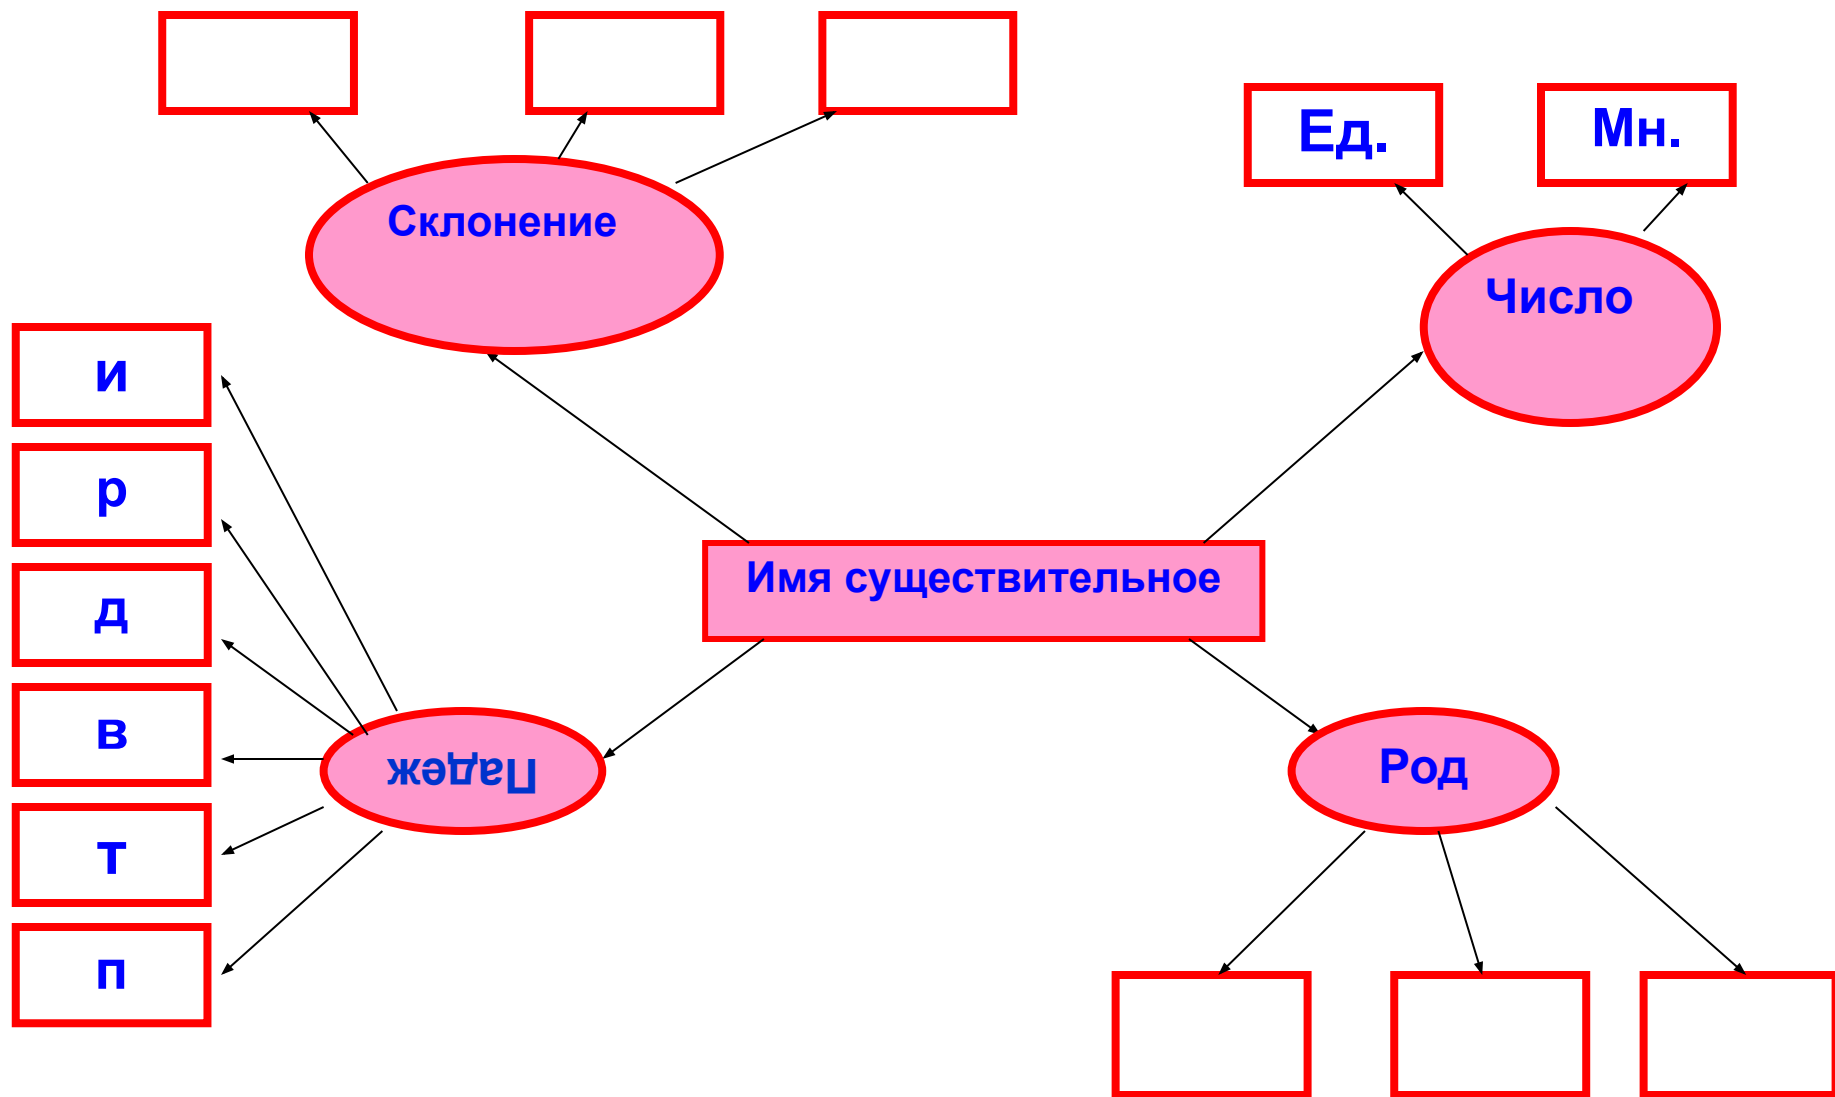 Ед.
Мн.
Склонение
Число
и
р
д
в
т
п
Имя существительное
Падеж
Род